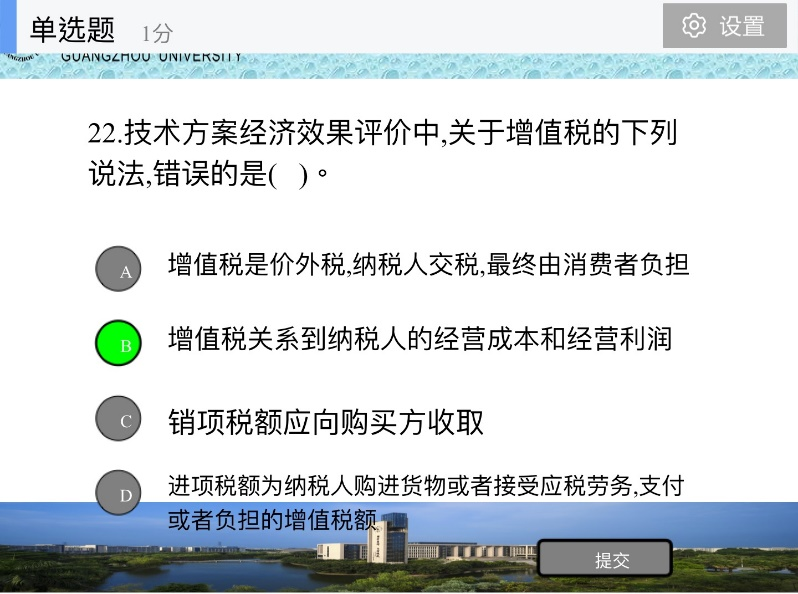 单选题 1分
设置
GUANGZHOU UNIVERSITY
22.技术方案经济效果评价中,关于增值税的下列
说法,错误的是( )。
A 增值税是价外税,纳税人交税,最终由消费者负担
B 增值税关系到纳税人的经营成本和经营利润
C 销项税额应向购买方收取
D 进项税额为纳税人购进货物或者接受应税劳务,支付
或者负担的增值税额
提交